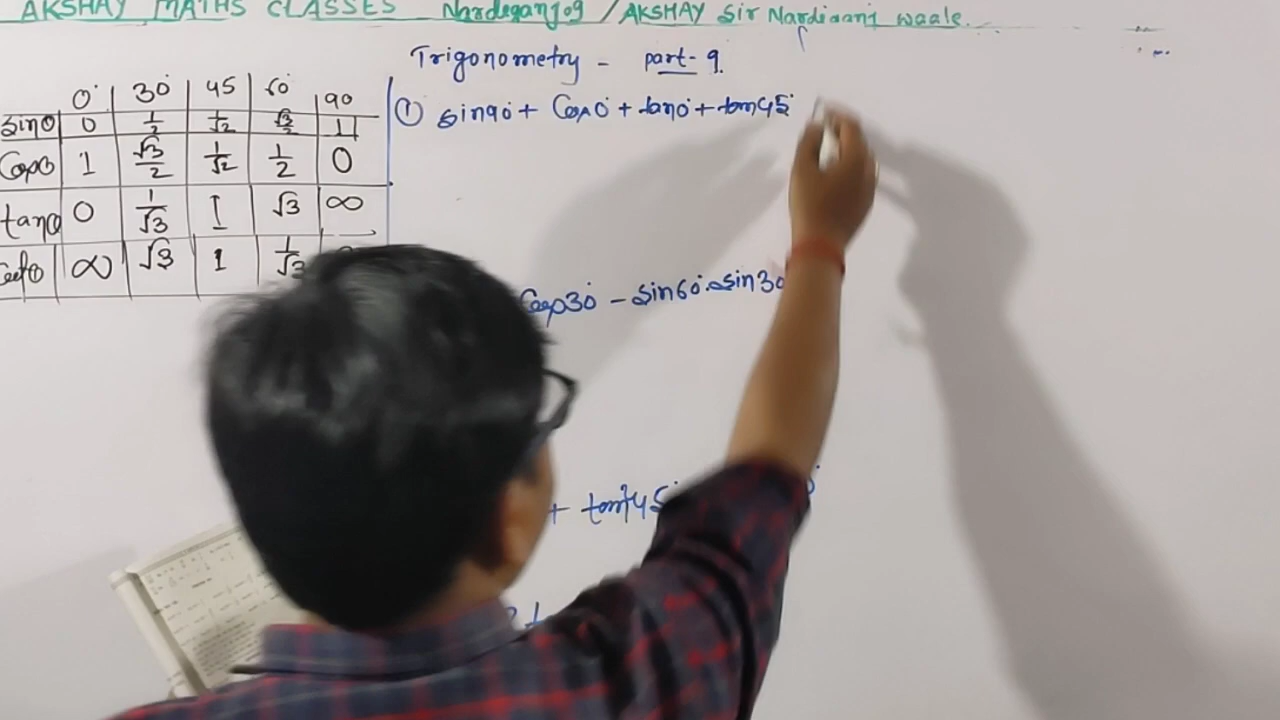 AKSHAY MATHS CLASSES Nardeganjog / AKSHAY Sir Nardiganj waale.
Trigonometry - part-9.
0° 30° 45 60° 90
sinθ 0 1/2 1/√2 √3/2 1
Cosθ 1 √3/2 1/√2 1/2 0
tanθ 0 1/√3 1 √3 ∞
Cotθ ∞ √3 1 1/√3
① sin90° + Cos0° + tan0° + tan45°
Cos30° - sin60°.sin30
+ tan²45°